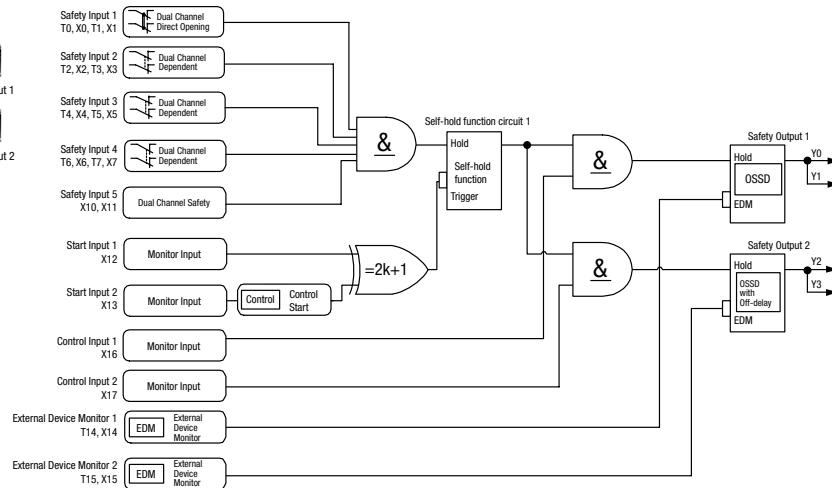 Safety Input 1
T0, X0, T1, X1
Dual Channel
Direct Opening
Safety Input 2
T2, X2, T3, X3
Dual Channel
Dependent
ut 1
Safety Input 3
T4, X4, T5, X5
Dual Channel
Dependent
ut 2
Safety Input 4
T6, X6, T7, X7
Dual Channel
Dependent
Safety Input 5
X10, X11
Dual Channel Safety
&
Self-hold function circuit 1
Hold
Self-hold
function
Trigger
&
Safety Output 1
Hold
OSSD
EDM
Y0
Y1
Start Input 1
X12
Monitor Input
=2k+1
Start Input 2
X13
Monitor Input
Control
Control
Start
&
Safety Output 2
Hold
OSSD
with
Off-delay
EDM
Y2
Y3
Control Input 1
X16
Monitor Input
Control Input 2
X17
Monitor Input
External Device Monitor 1
T14, X14
EDM
External
Device
Monitor
External Device Monitor 2
T15, X15
EDM
External
Device
Monitor